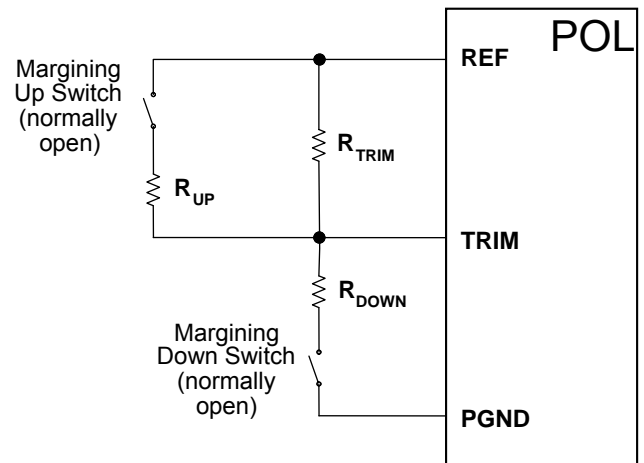 POL
REF
Margining
Up Switch
(normally
open)
R_TRIM
R_UP
TRIM
R_DOWN
Margining
Down Switch
(normally
open)
PGND